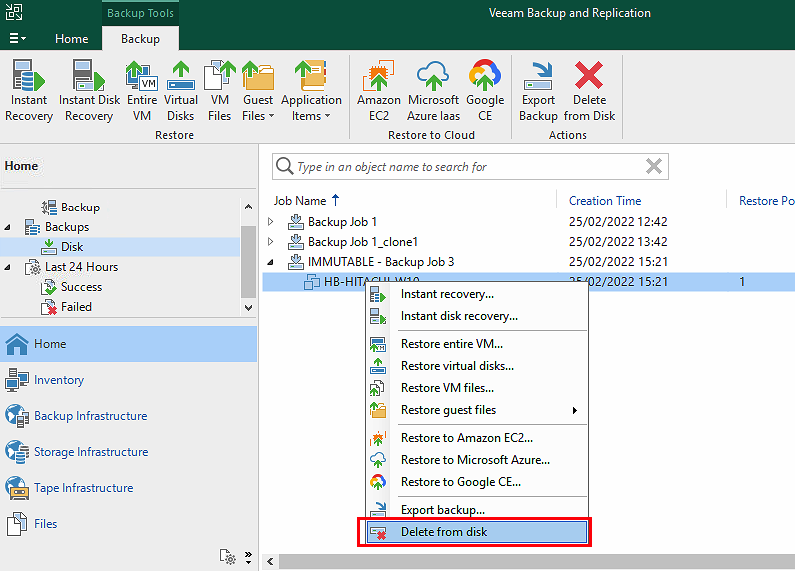 Backup Tools
Veeam Backup and Replication
Home
Backup
Instant Recovery
Instant Disk Recovery
Entire VM
Virtual Disks
VM Files
Guest Files
Application Items
Restore
Amazon EC2
Microsoft Azure Iaas
Google CE
Restore to Cloud
Export Backup
Delete from Disk
Actions
Home
Backup
Backups
Disk
Last 24 Hours
Success
Failed
Home
Inventory
Backup Infrastructure
Storage Infrastructure
Tape Infrastructure
Files
Type in an object name to search for
Job Name
Creation Time
Restore Po
Backup Job 1
25/02/2022 12:42
Backup Job 1_clone1
25/02/2022 13:42
IMMUTABLE - Backup Job 3
25/02/2022 15:21
HB-HITACHI-W10
25/02/2022 15:21
1
Instant recovery...
Instant disk recovery...
Restore entire VM...
Restore virtual disks...
Restore VM files...
Restore guest files
Restore to Amazon EC2...
Restore to Microsoft Azure...
Restore to Google CE...
Export backup...
Delete from disk